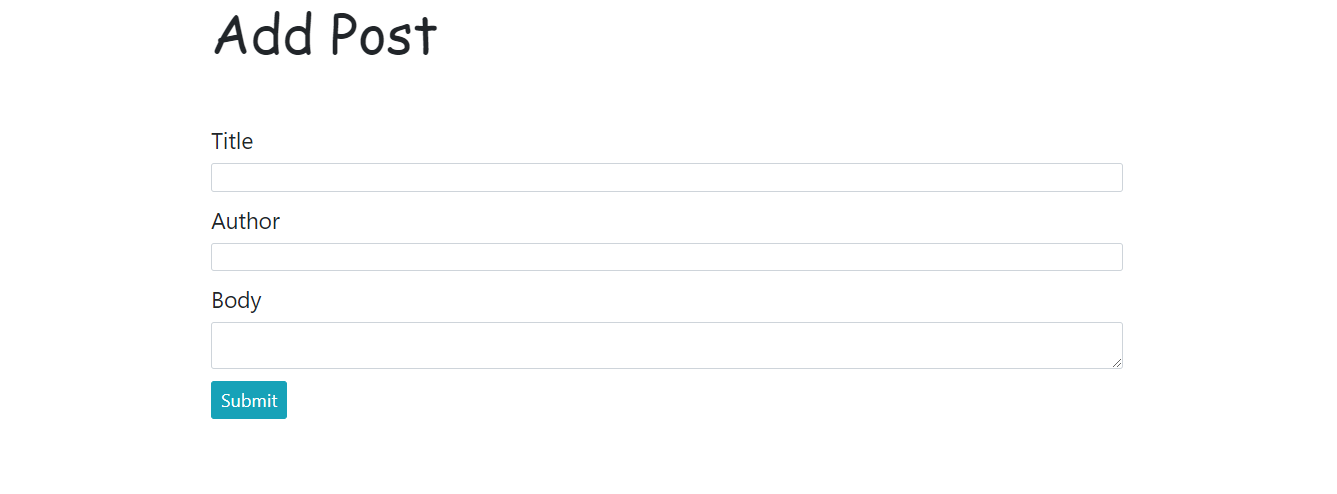 Add Post
Title
Author
Body
Submit